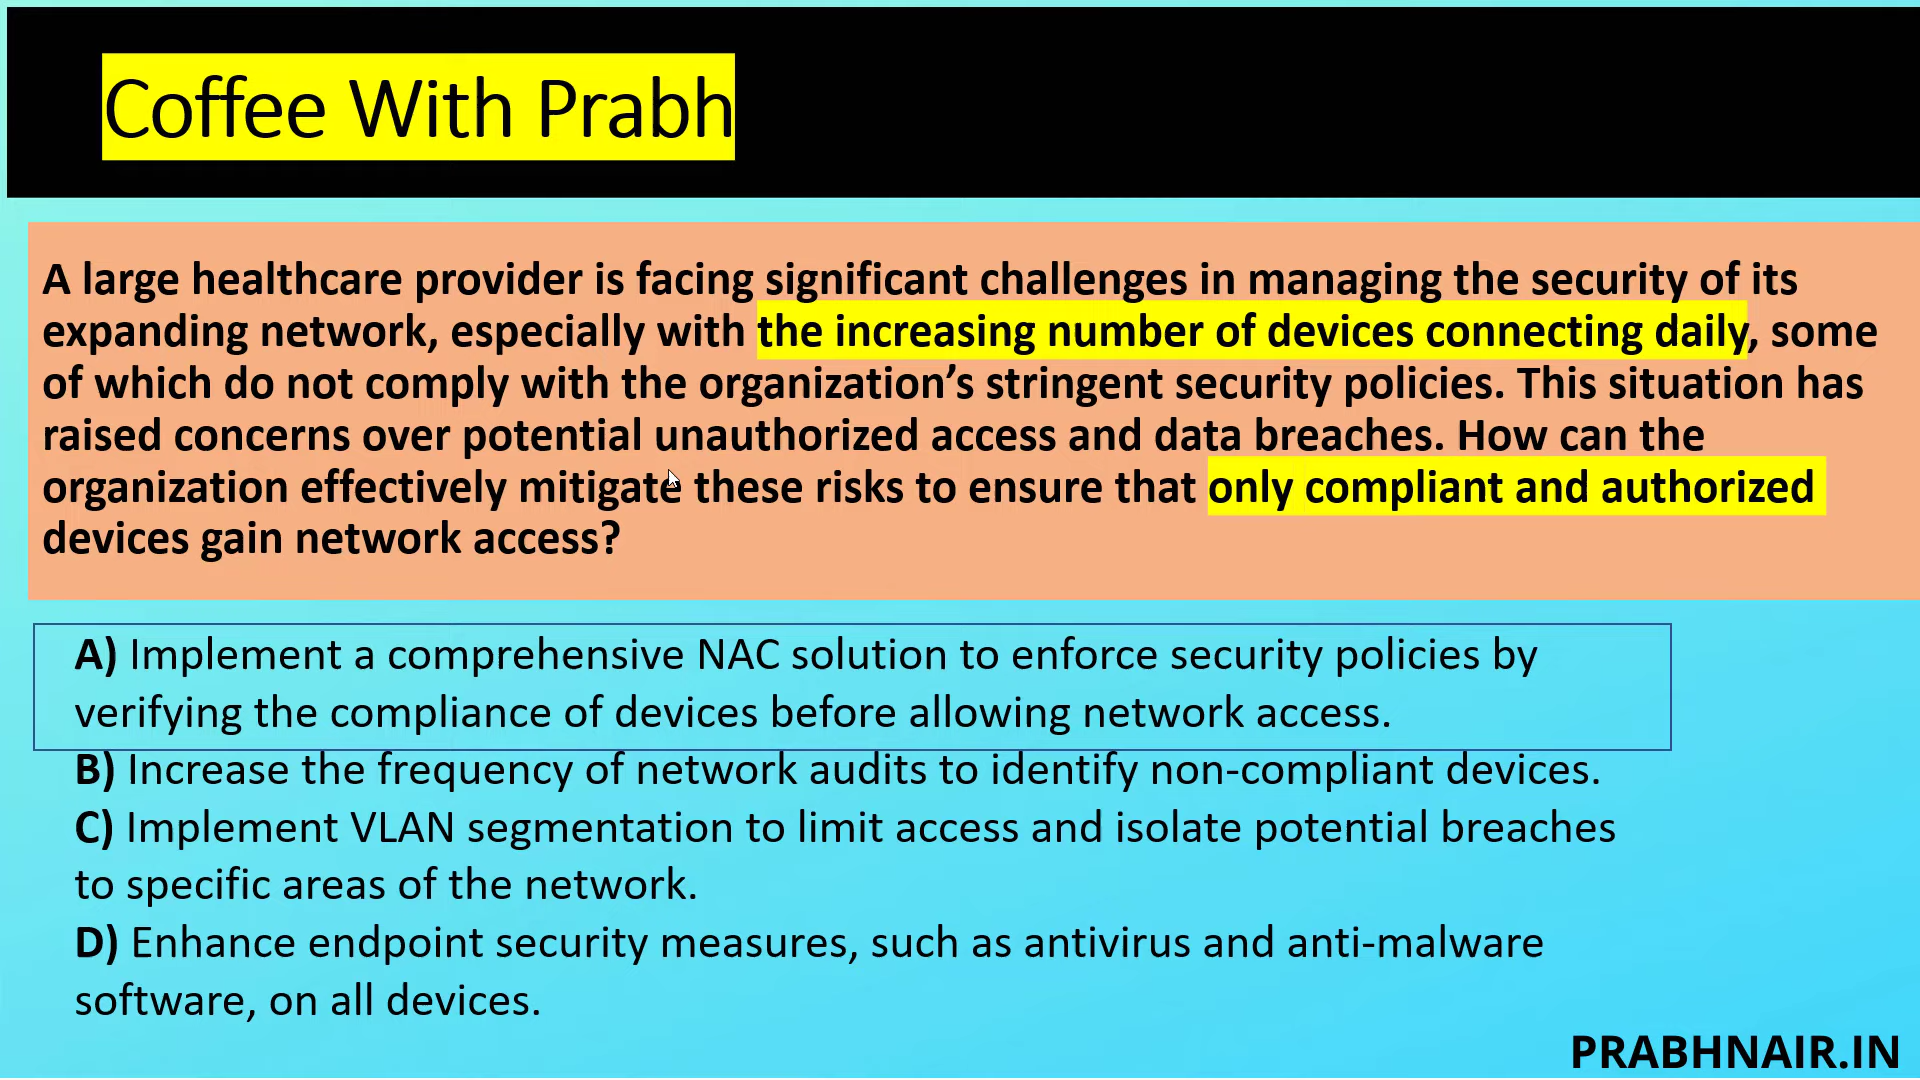 Coffee With Prabh
A large healthcare provider is facing significant challenges in managing the security of its
expanding network, especially with the increasing number of devices connecting daily, some
of which do not comply with the organization’s stringent security policies. This situation has
raised concerns over potential unauthorized access and data breaches. How can the
organization effectively mitigate these risks to ensure that only compliant and authorized
devices gain network access?
A) Implement a comprehensive NAC solution to enforce security policies by
verifying the compliance of devices before allowing network access.
B) Increase the frequency of network audits to identify non-compliant devices.
C) Implement VLAN segmentation to limit access and isolate potential breaches
to specific areas of the network.
D) Enhance endpoint security measures, such as antivirus and anti-malware
software, on all devices.
PRABHNAIR.IN